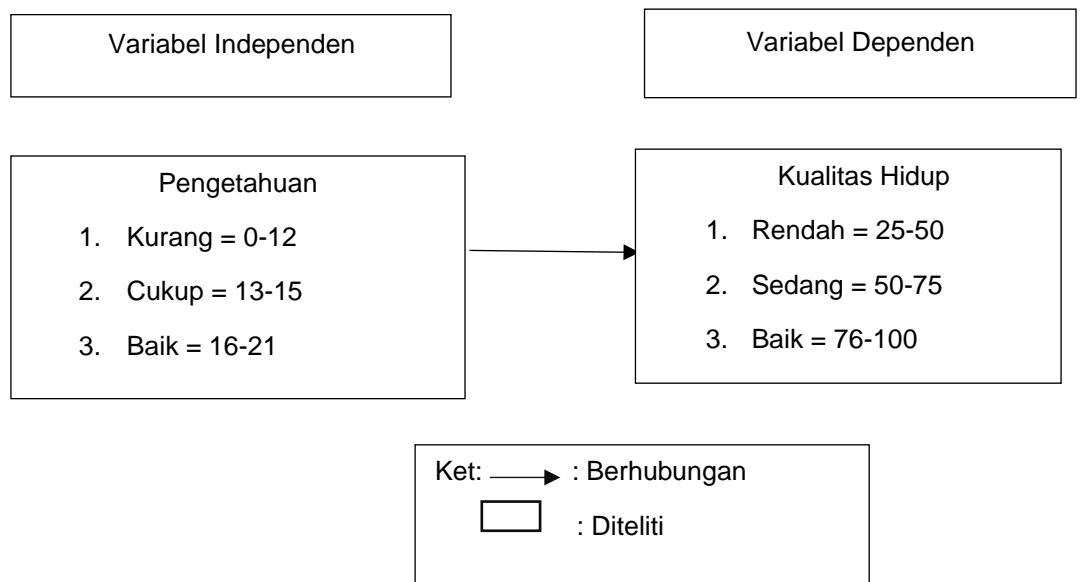 Variabel Independen
Variabel Dependen
Pengetahuan
1. Kurang = 0-12
2. Cukup = 13-15
3. Baik = 16-21
Kualitas Hidup
1. Rendah = 25-50
2. Sedang = 50-75
3. Baik = 76-100
Ket: : Berhubungan
: Diteliti